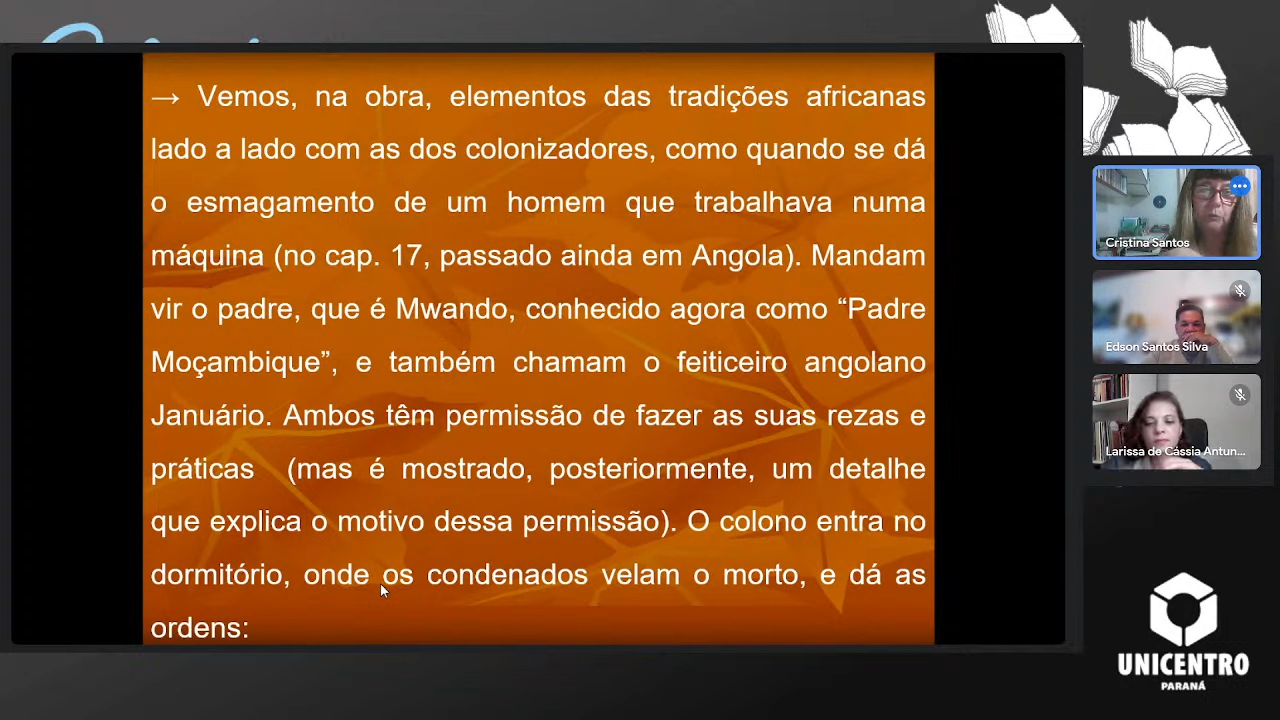 → Vemos, na obra, elementos das tradições africanas
lado a lado com as dos colonizadores, como quando se dá
o esmagamento de um homem que trabalhava numa
máquina (no cap. 17, passado ainda em Angola). Mandam
vir o padre, que é Mwando, conhecido agora como “Padre
Moçambique”, e também chamam o feiticeiro angolano
Januário. Ambos têm permissão de fazer as suas rezas e
práticas (mas é mostrado, posteriormente, um detalhe
que explica o motivo dessa permissão). O colono entra no
dormitório, onde os condenados velam o morto, e dá as
ordens:
Cristina Santos
Edson Santos Silva
Larissa de Cássia Antun...
UNICENTRO
PARANÁ